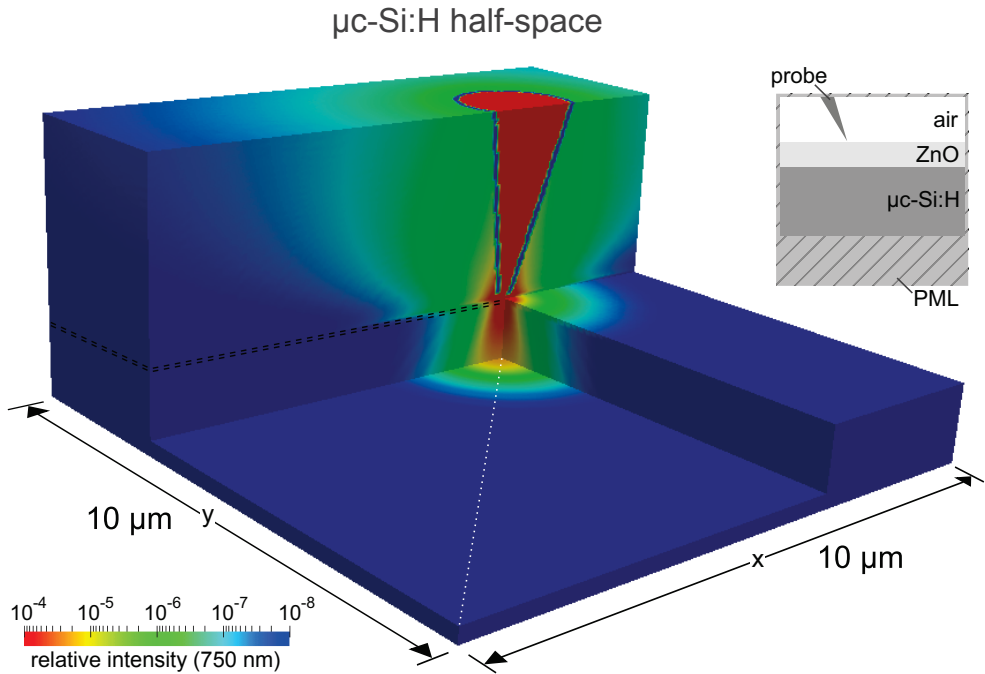 µc-Si:H half-space
probe
air
ZnO
µc-Si:H
PML
10 µm
y
x
10 µm
10⁻⁴ 10⁻⁵ 10⁻⁶ 10⁻⁷ 10⁻⁸
relative intensity (750 nm)